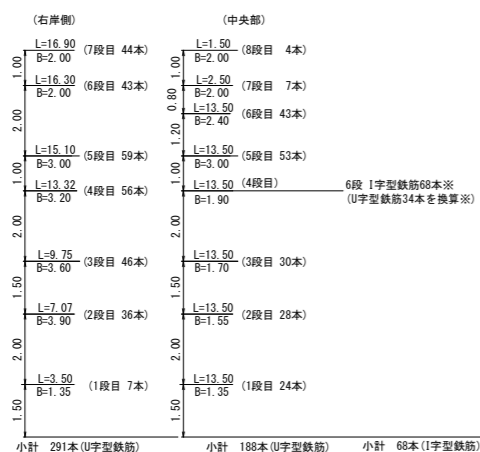 (右岸側)
L=16.90
B=2.00
(7段目 44本)
1.00
L=16.30
B=2.00
(6段目 43本)
2.00
L=15.10
B=3.00
(5段目 59本)
1.00
L=13.32
B=3.20
(4段目 56本)
2.00
L=9.75
B=3.60
(3段目 46本)
1.50
L=7.07
B=3.90
(2段目 36本)
2.00
L=3.50
B=1.35
(1段目 7本)
1.50
小計 291本(U字型鉄筋)
(中央部)
L=1.50
B=2.00
(8段目 4本)
1.00
L=2.50
B=2.00
(7段目 7本)
0.80
L=13.50
B=2.40
(6段目 43本)
1.20
L=13.50
B=3.00
(5段目 53本)
1.00
L=13.50
B=1.90
(4段目)
6段 I字型鉄筋68本※
(U字型鉄筋34本を換算※)
2.00
L=13.50
B=1.70
(3段目 30本)
1.50
L=13.50
B=1.55
(2段目 28本)
2.00
L=13.50
B=1.35
(1段目 24本)
1.50
小計 188本(U字型鉄筋)
小計 68本(I字型鉄筋)